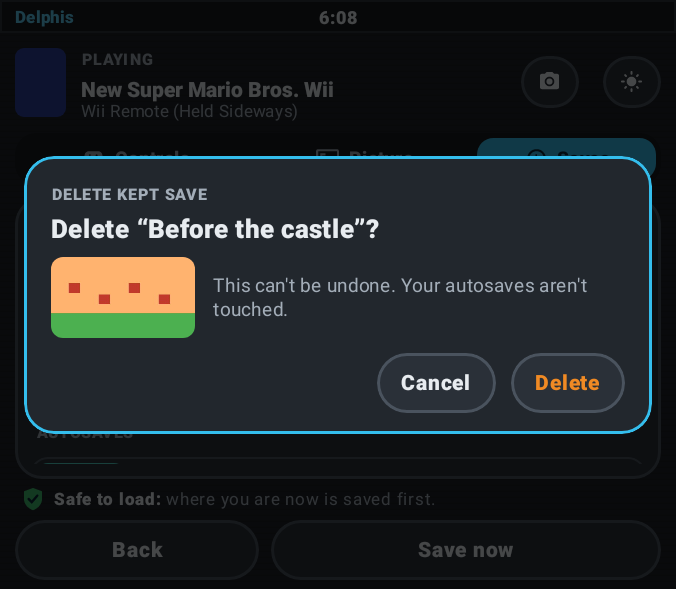 Delphis
6:08
PLAYING
New Super Mario Bros. Wii
Wii Remote (Held Sideways)
Controls
Picture
DELETE KEPT SAVE
Delete “Before the castle”?
This can't be undone. Your autosaves aren't
touched.
Cancel
Delete
AUTOSAVES
Safe to load: where you are now is saved first.
Back
Save now